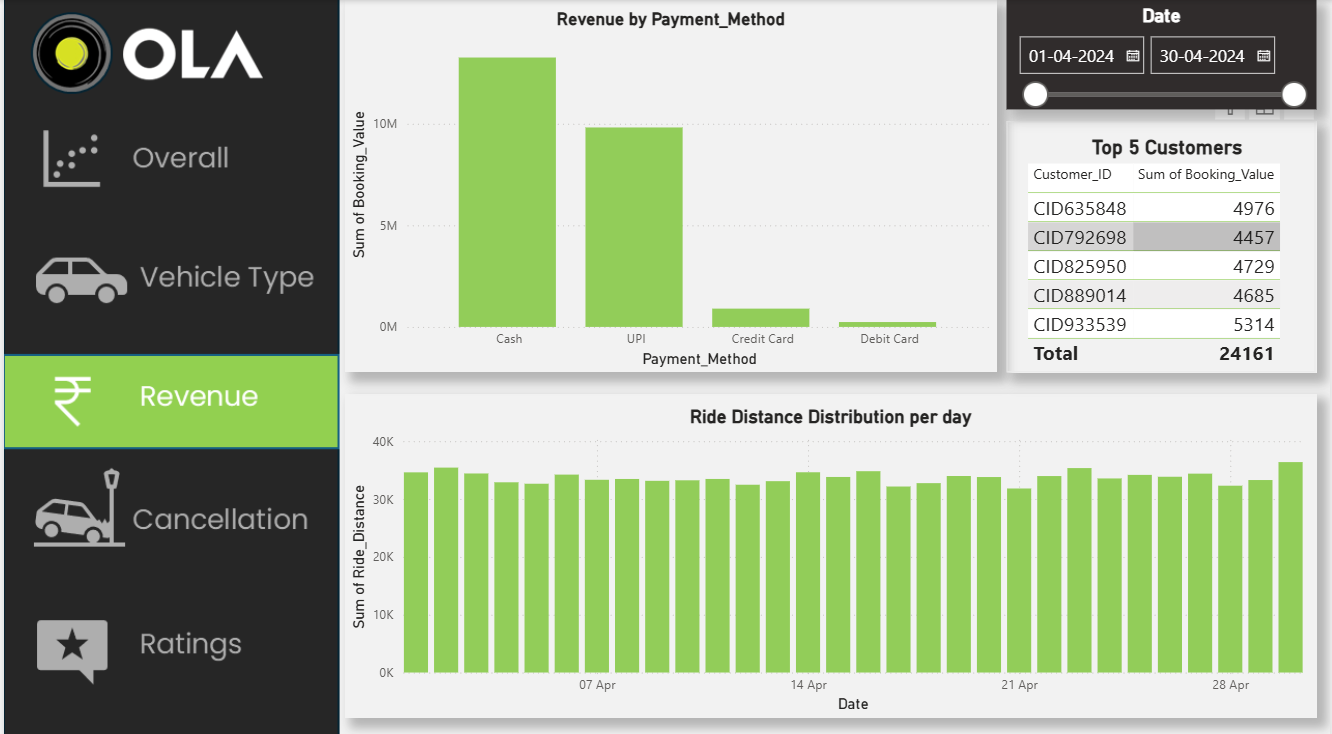 OLA
Overall
Vehicle Type
₹
Revenue
Cancellation
Ratings
Revenue by Payment_Method
Sum of Booking_Value
10M
5M
0M
Cash UPI Credit Card Debit Card
Payment_Method
Date
01-04-2024 30-04-2024
Top 5 Customers
Customer_ID Sum of Booking_Value
CID635848 4976
CID792698 4457
CID825950 4729
CID889014 4685
CID933539 5314
Total 24161
Ride Distance Distribution per day
Sum of Ride_Distance
40K
30K
20K
10K
0K
07 Apr 14 Apr 21 Apr 28 Apr
Date